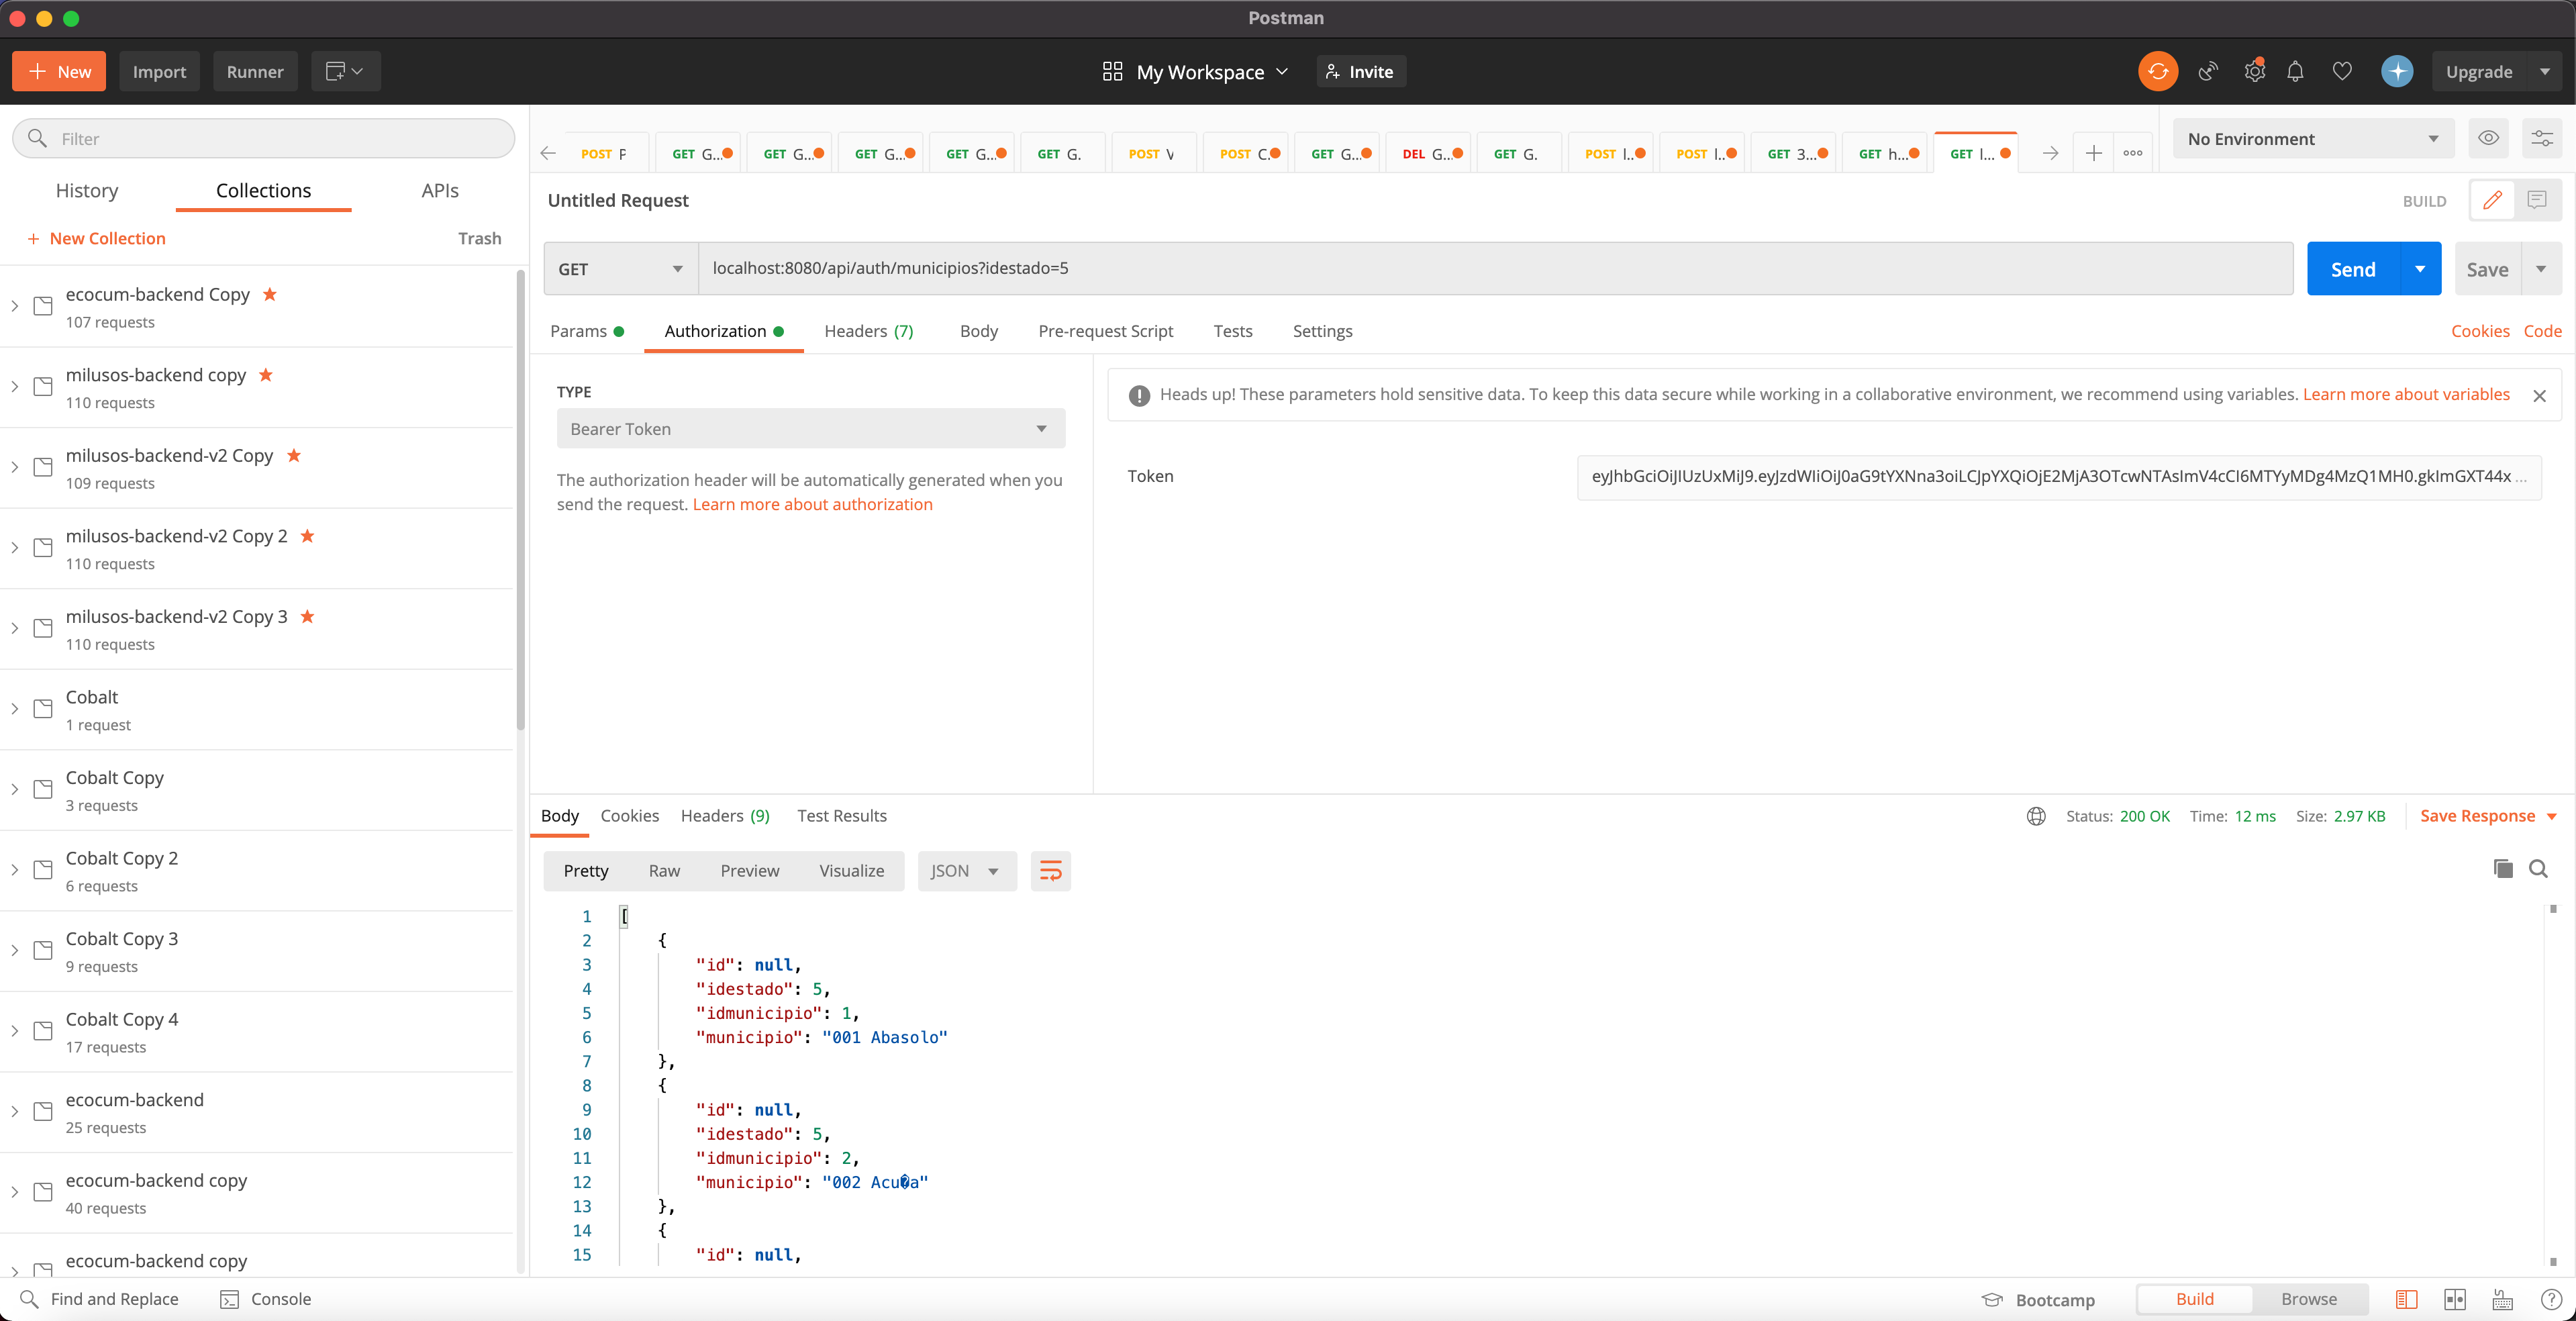 Postman
New
Import
Runner
My Workspace
Invite
Upgrade
Filter
History
Collections
APIs
+ New Collection
Trash
ecocum-backend Copy
107 requests
milusos-backend copy
110 requests
milusos-backend-v2 Copy
109 requests
milusos-backend-v2 Copy 2
110 requests
milusos-backend-v2 Copy 3
110 requests
Cobalt
1 request
Cobalt Copy
3 requests
Cobalt Copy 2
6 requests
Cobalt Copy 3
9 requests
Cobalt Copy 4
17 requests
ecocum-backend
25 requests
ecocum-backend copy
40 requests
ecocum-backend copy
POST P
GET G...
GET G...
GET G...
GET G...
GET G.
POST V
POST C.
GET G...
DEL G...
GET G.
POST l..
POST l..
GET 3...
GET h...
GET l...
No Environment
Untitled Request
BUILD
GET
localhost:8080/api/auth/municipios?idestado=5
Send
Save
Params
Authorization
Headers (7)
Body
Pre-request Script
Tests
Settings
Cookies
Code
TYPE
Bearer Token
The authorization header will be automatically generated when you
send the request. Learn more about authorization
Heads up! These parameters hold sensitive data. To keep this data secure while working in a collaborative environment, we recommend using variables. Learn more about variables
Token
eyJhbGciOiJIUzUxMiJ9.eyJzdWIiOiJ0aG9tYXNna3oiLCJpYXQiOjE2MjA3OTcwNTAsImV4cCI6MTYyMDg4MzQ1MH0.gkImGXT44x ...
Body
Cookies
Headers (9)
Test Results
Status: 200 OK
Time: 12 ms
Size: 2.97 KB
Save Response
Pretty
Raw
Preview
Visualize
JSON
1 [
2 {
3 "id": null,
4 "idestado": 5,
5 "idmunicipio": 1,
6 "municipio": "001 Abasolo"
7 },
8 {
9 "id": null,
10 "idestado": 5,
11 "idmunicipio": 2,
12 "municipio": "002 Acu�a"
13 },
14 {
15 "id": null,
Find and Replace
Console
Bootcamp
Build
Browse